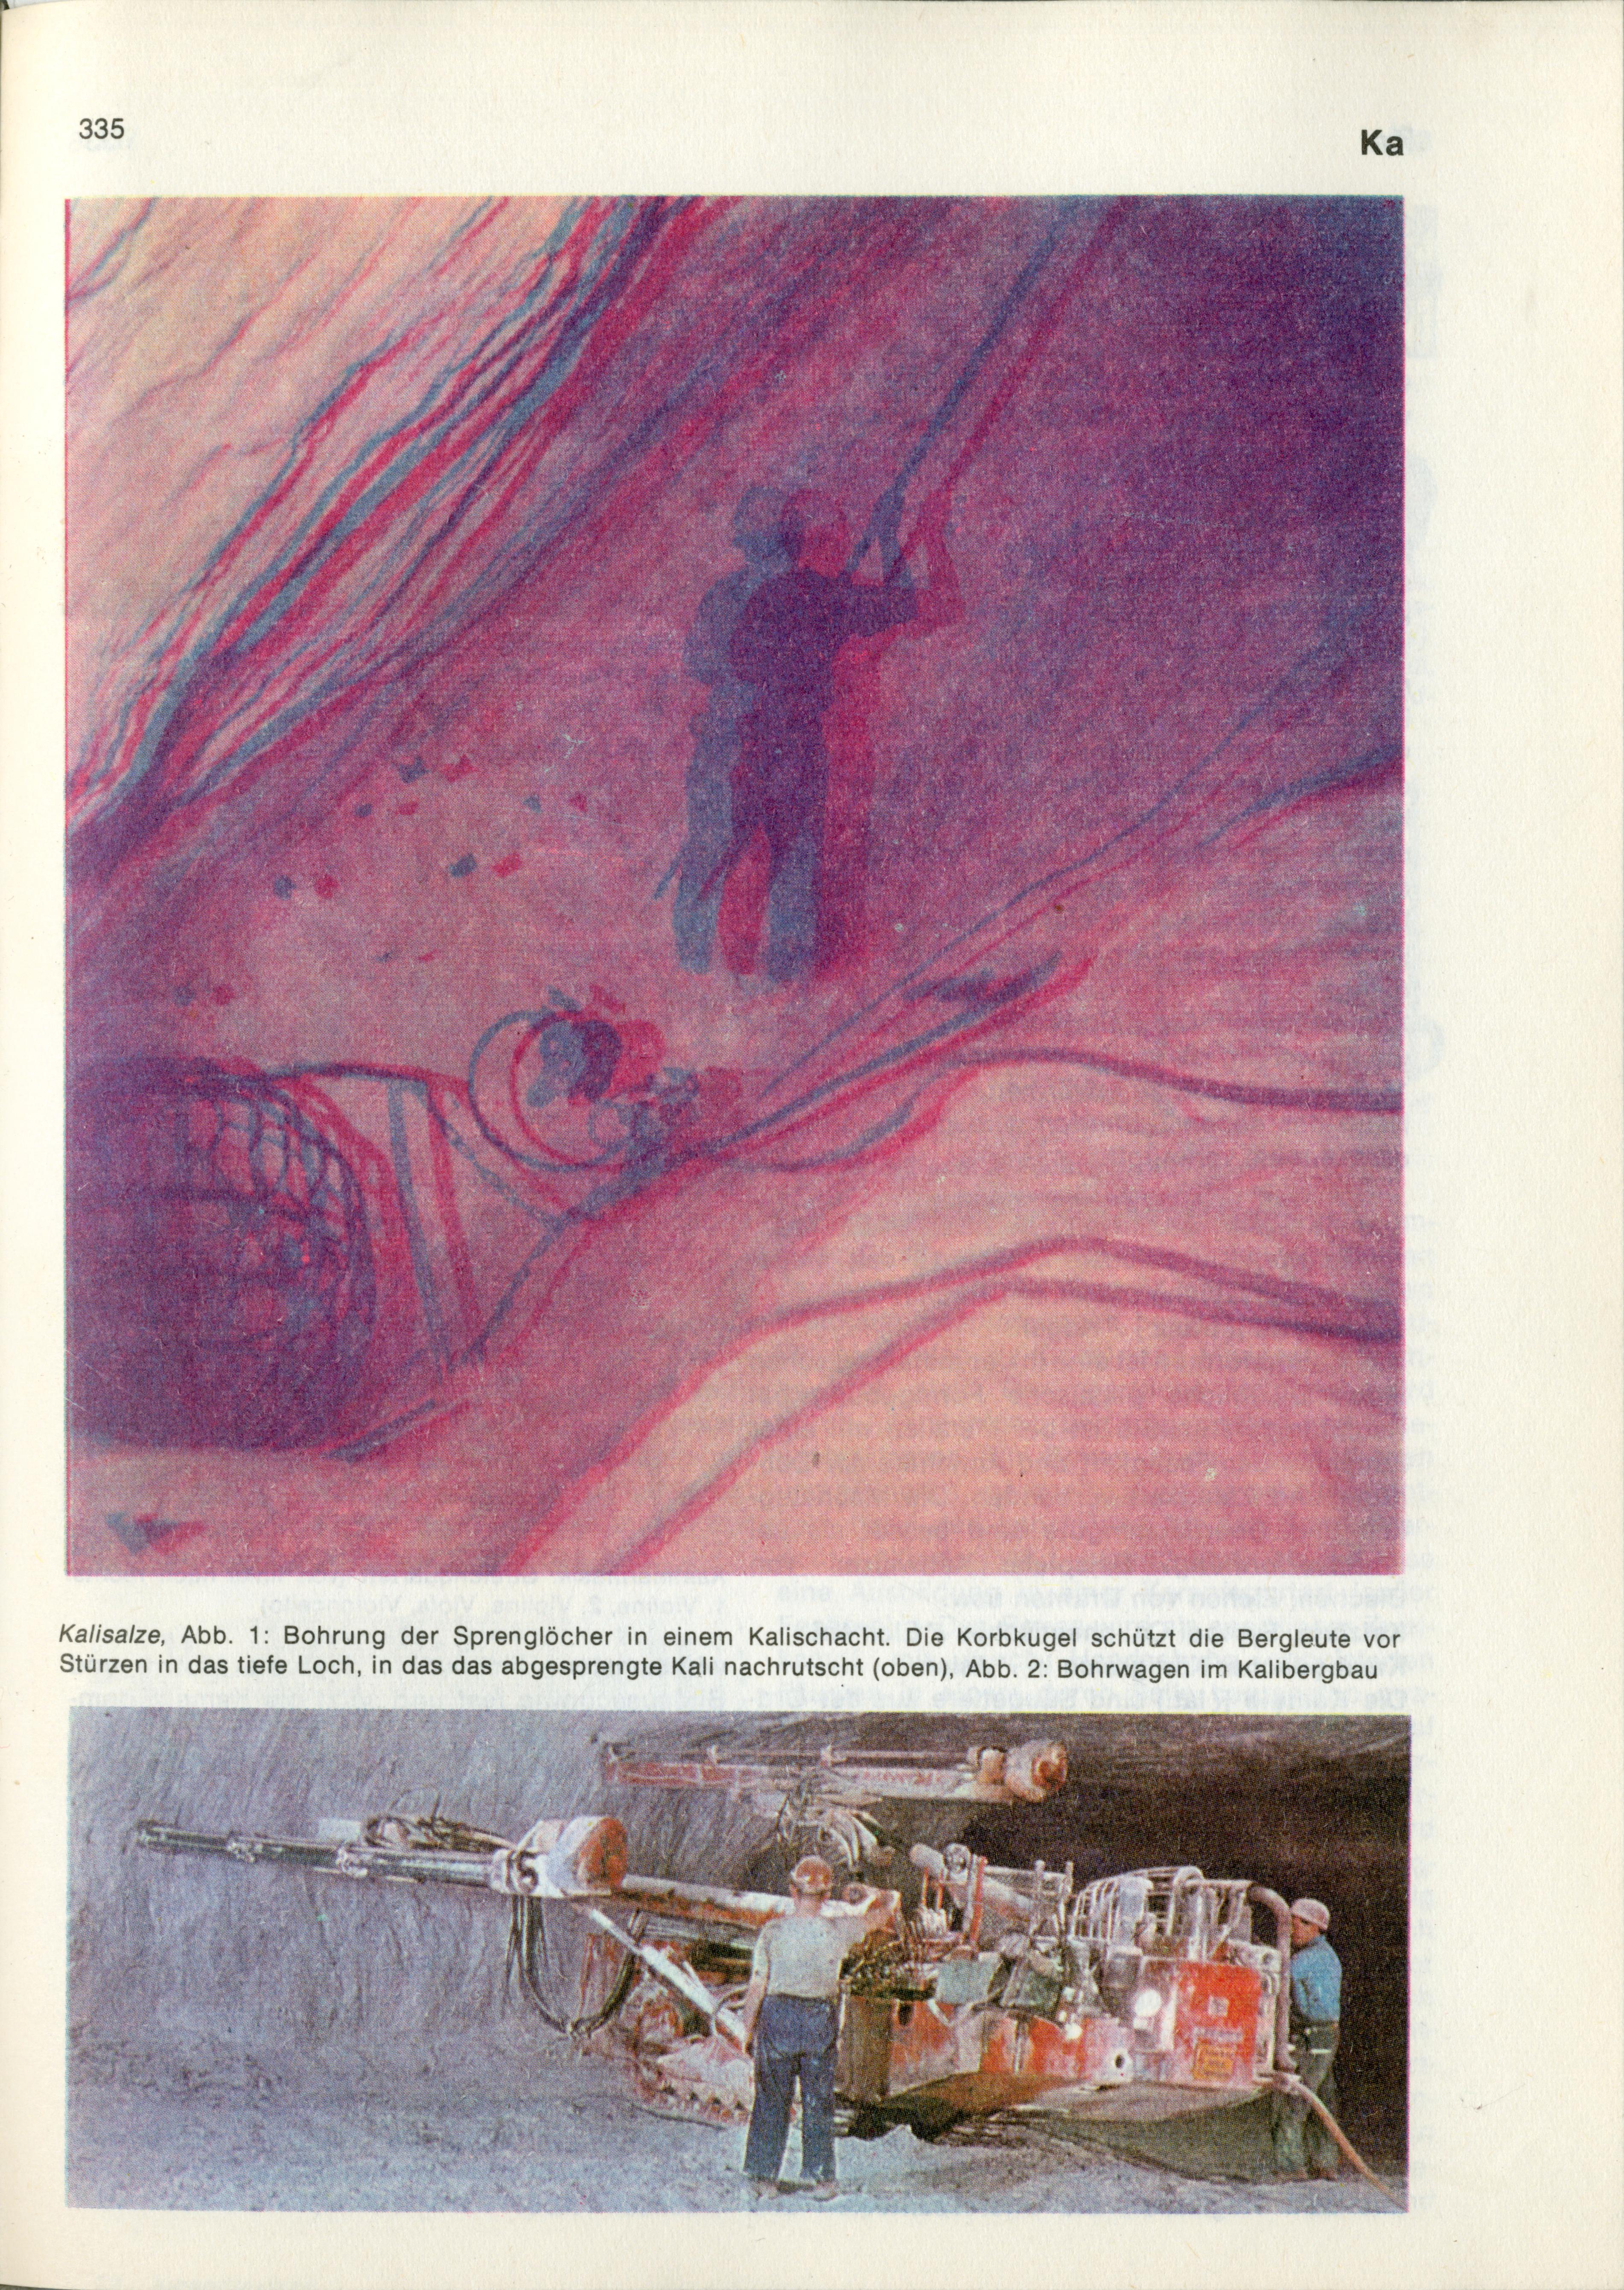 335
Ka
Kalisalze, Abb. 1: Bohrung der Sprenglöcher in einem Kalischacht. Die Korbkugel schützt die Bergleute vor
Stürzen in das tiefe Loch, in das das abgesprengte Kali nachrutscht (oben), Abb. 2: Bohrwagen im Kalibergbau